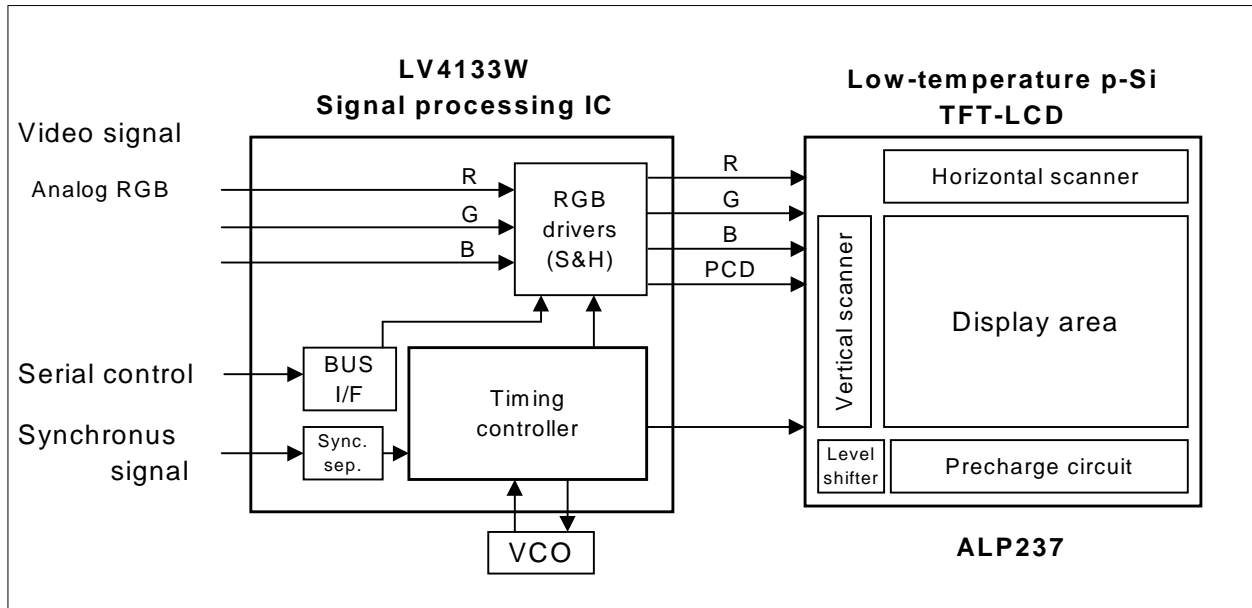 LV4133W
Signal processing IC
Low-temperature p-Si
TFT-LCD
Video signal
Analog RGB
R
G
B
RGB
drivers
(S&H)
R
G
B
PCD
Horizontal scanner
Vertical scanner
Display area
Serial control
BUS
I/F
Timing
controller
Synchronus
signal
Sync.
sep.
Level
shifter
Precharge circuit
VCO
ALP237